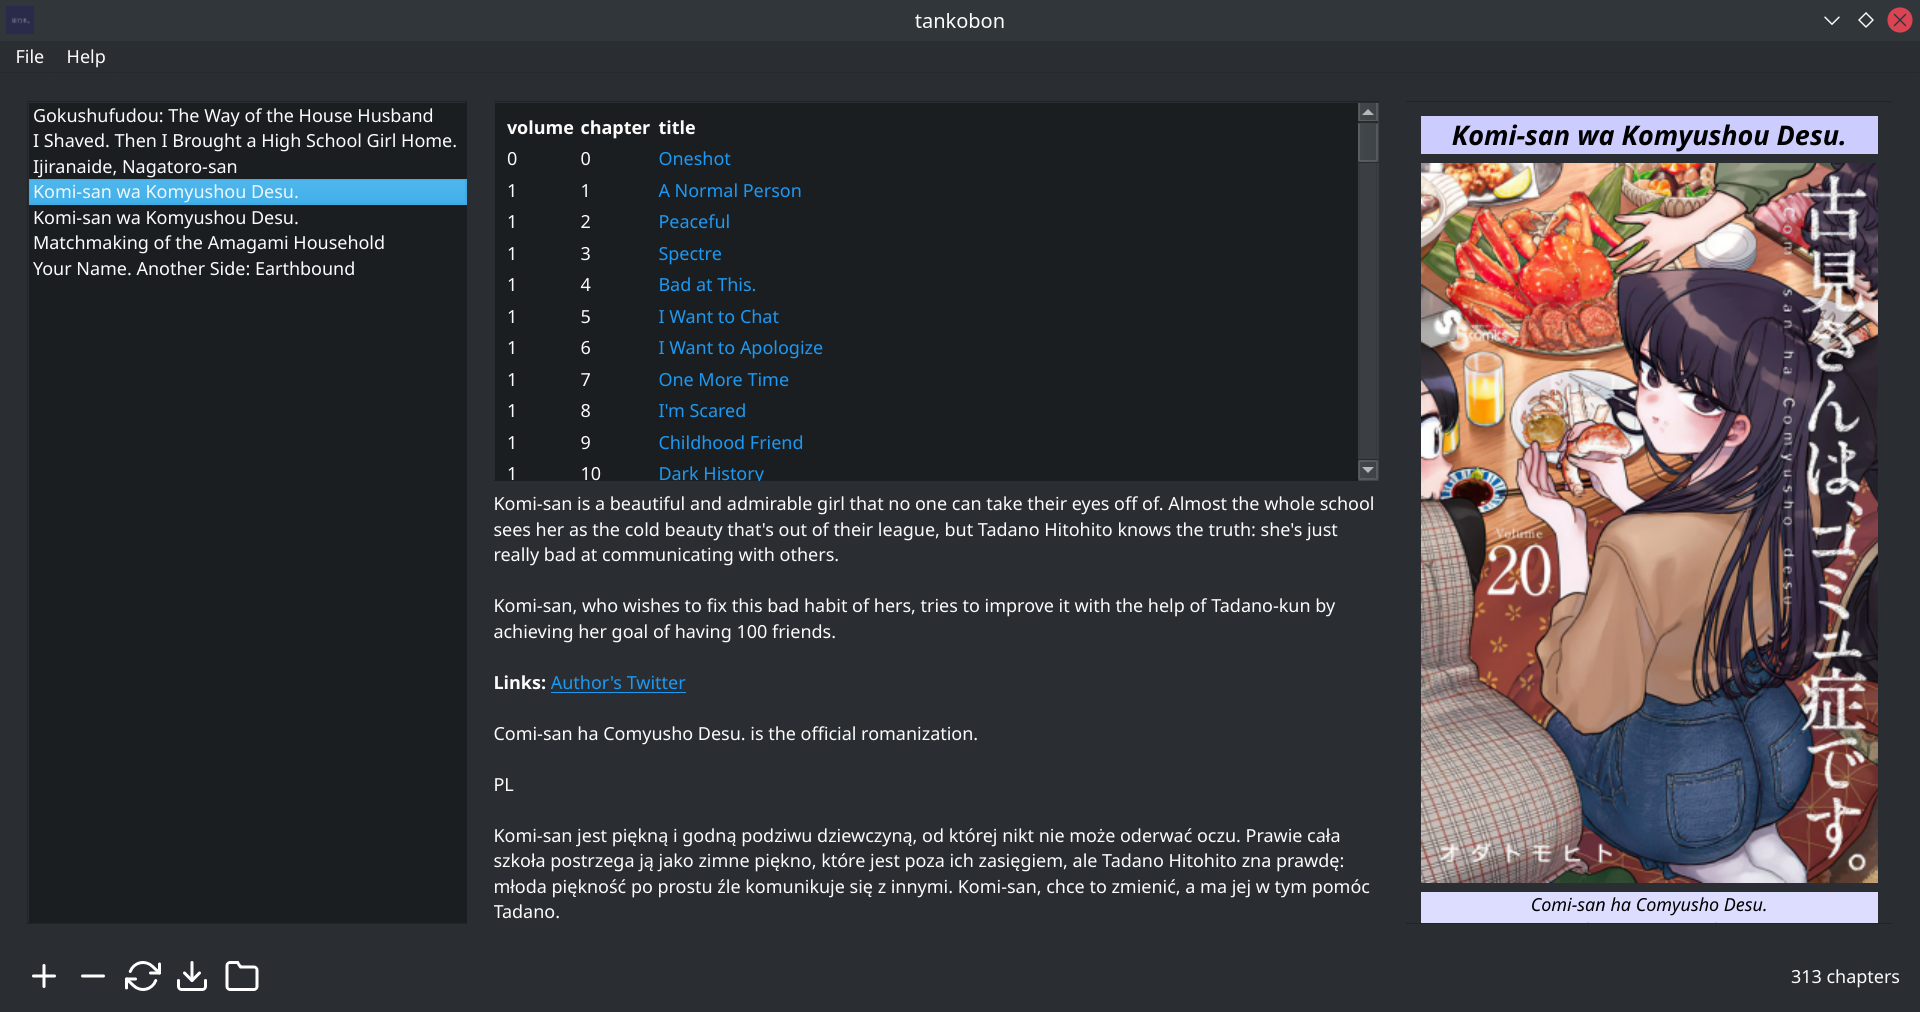 tankobon
File Help
Gokushufudou: The Way of the House Husband
I Shaved. Then I Brought a High School Girl Home.
Ijiranaide, Nagatoro-san
Komi-san wa Komyushou Desu.
Komi-san wa Komyushou Desu.
Matchmaking of the Amagami Household
Your Name. Another Side: Earthbound
volume chapter title
0 0 Oneshot
1 1 A Normal Person
1 2 Peaceful
1 3 Spectre
1 4 Bad at This.
1 5 I Want to Chat
1 6 I Want to Apologize
1 7 One More Time
1 8 I'm Scared
1 9 Childhood Friend
1 10 Dark History
Komi-san is a beautiful and admirable girl that no one can take their eyes off of. Almost the whole school
sees her as the cold beauty that's out of their league, but Tadano Hitohito knows the truth: she's just
really bad at communicating with others.
Komi-san, who wishes to fix this bad habit of hers, tries to improve it with the help of Tadano-kun by
achieving her goal of having 100 friends.
Links: Author's Twitter
Comi-san ha Comyusho Desu. is the official romanization.
PL
Komi-san jest piękną i godną podziwu dziewczyną, od której nikt nie może oderwać oczu. Prawie cała
szkoła postrzega ją jako zimne piękno, które jest poza ich zasięgiem, ale Tadano Hitohito zna prawdę:
młoda piękność po prostu źle komunikuje się z innymi. Komi-san, chce to zmienić, a ma jej w tym pomóc
Tadano.
Komi-san wa Komyushou Desu.
古見さんは、コミュ症です。
Comi san ha Comyusho desu
comics
Volume
20
オダトモヒト
Comi-san ha Comyusho Desu.
313 chapters